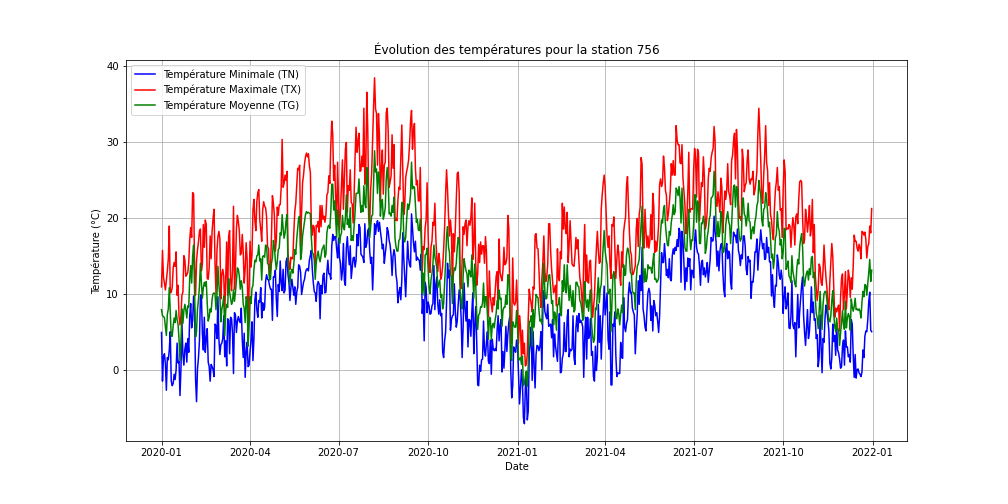 Évolution des températures pour la station 756
Température Minimale (TN)
Température Maximale (TX)
Température Moyenne (TG)
Température (°C)
40
30
20
10
0
2020-01
2020-04
2020-07
2020-10
2021-01
2021-04
2021-07
2021-10
2022-01
Date